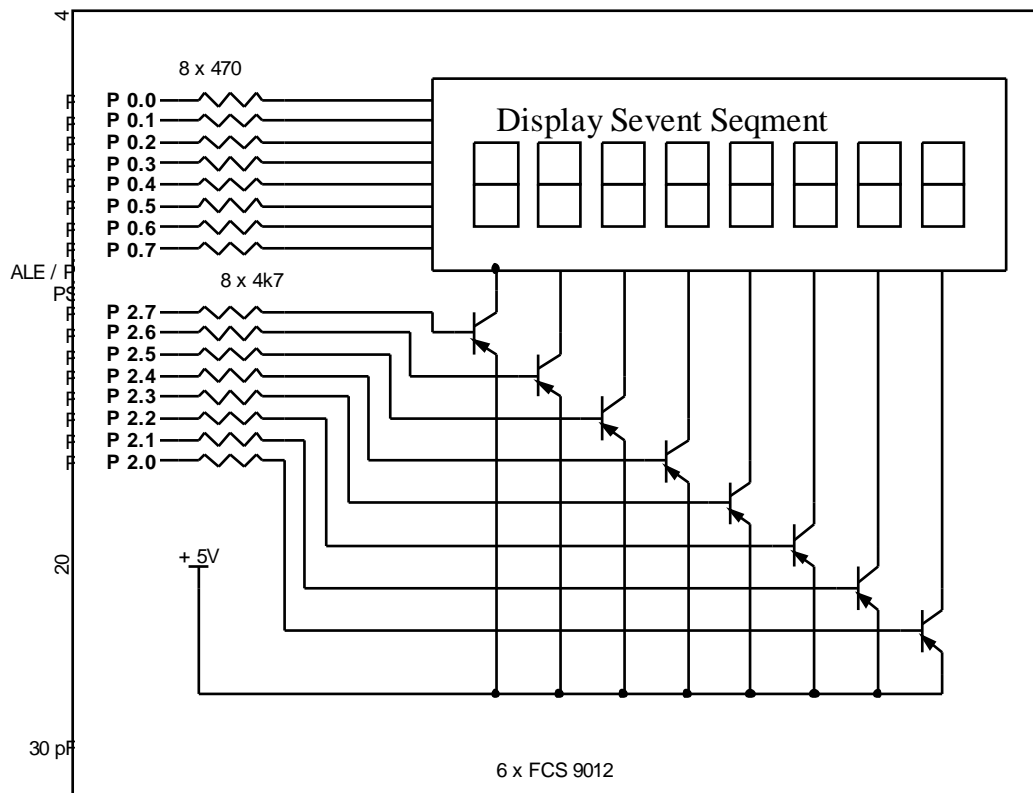 4
8 x 470
P 0.0
P 0.1
P 0.2
P 0.3
P 0.4
P 0.5
P 0.6
P 0.7
Display Sevent Seqment
ALE / P
PS
8 x 4k7
P 2.7
P 2.6
P 2.5
P 2.4
P 2.3
P 2.2
P 2.1
P 2.0
20
+ 5V
30 pF
6 x FCS 9012